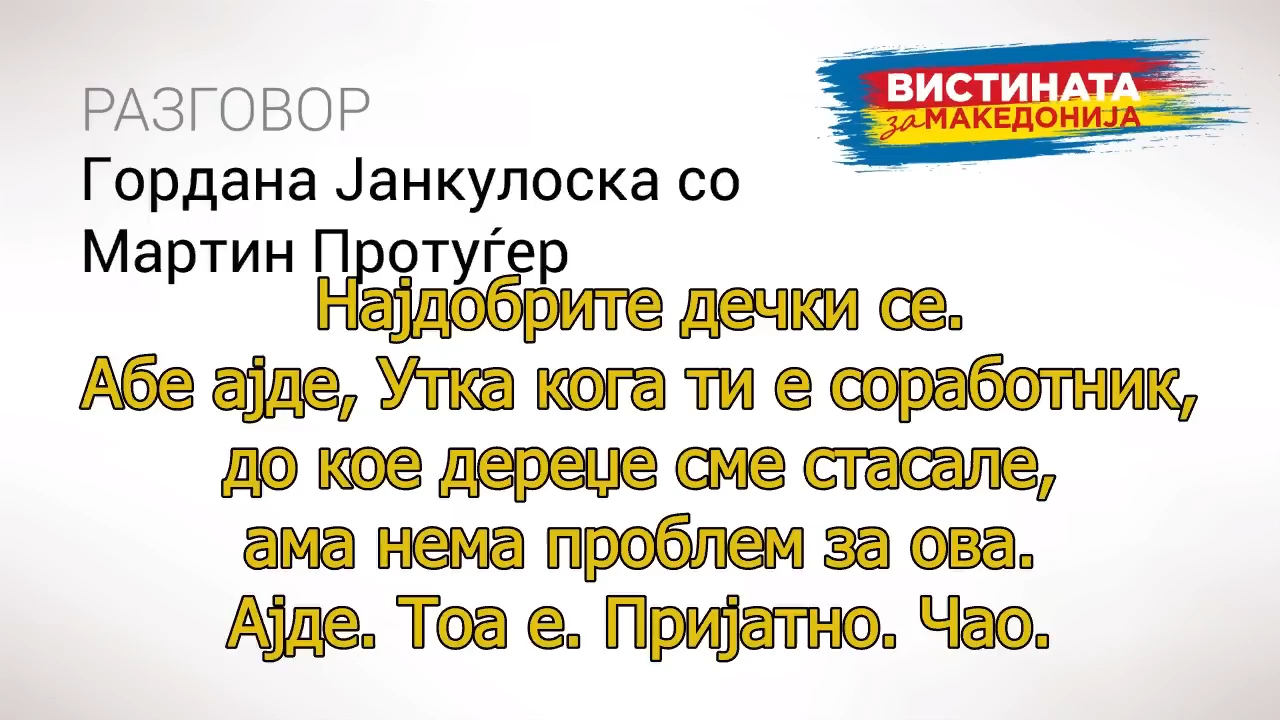 РАЗГОВОР
Гордана Јанкулоска со
Мартин Протуѓер
ВИСТИНАТА
за МАКЕДОНИЈА
Најдобрите дечки се.
Абе ајде, Утка кога ти е соработник,
до кое дереџе сме стасале,
ама нема проблем за ова.
Ајде. Тоа е. Пријатно. Чао.